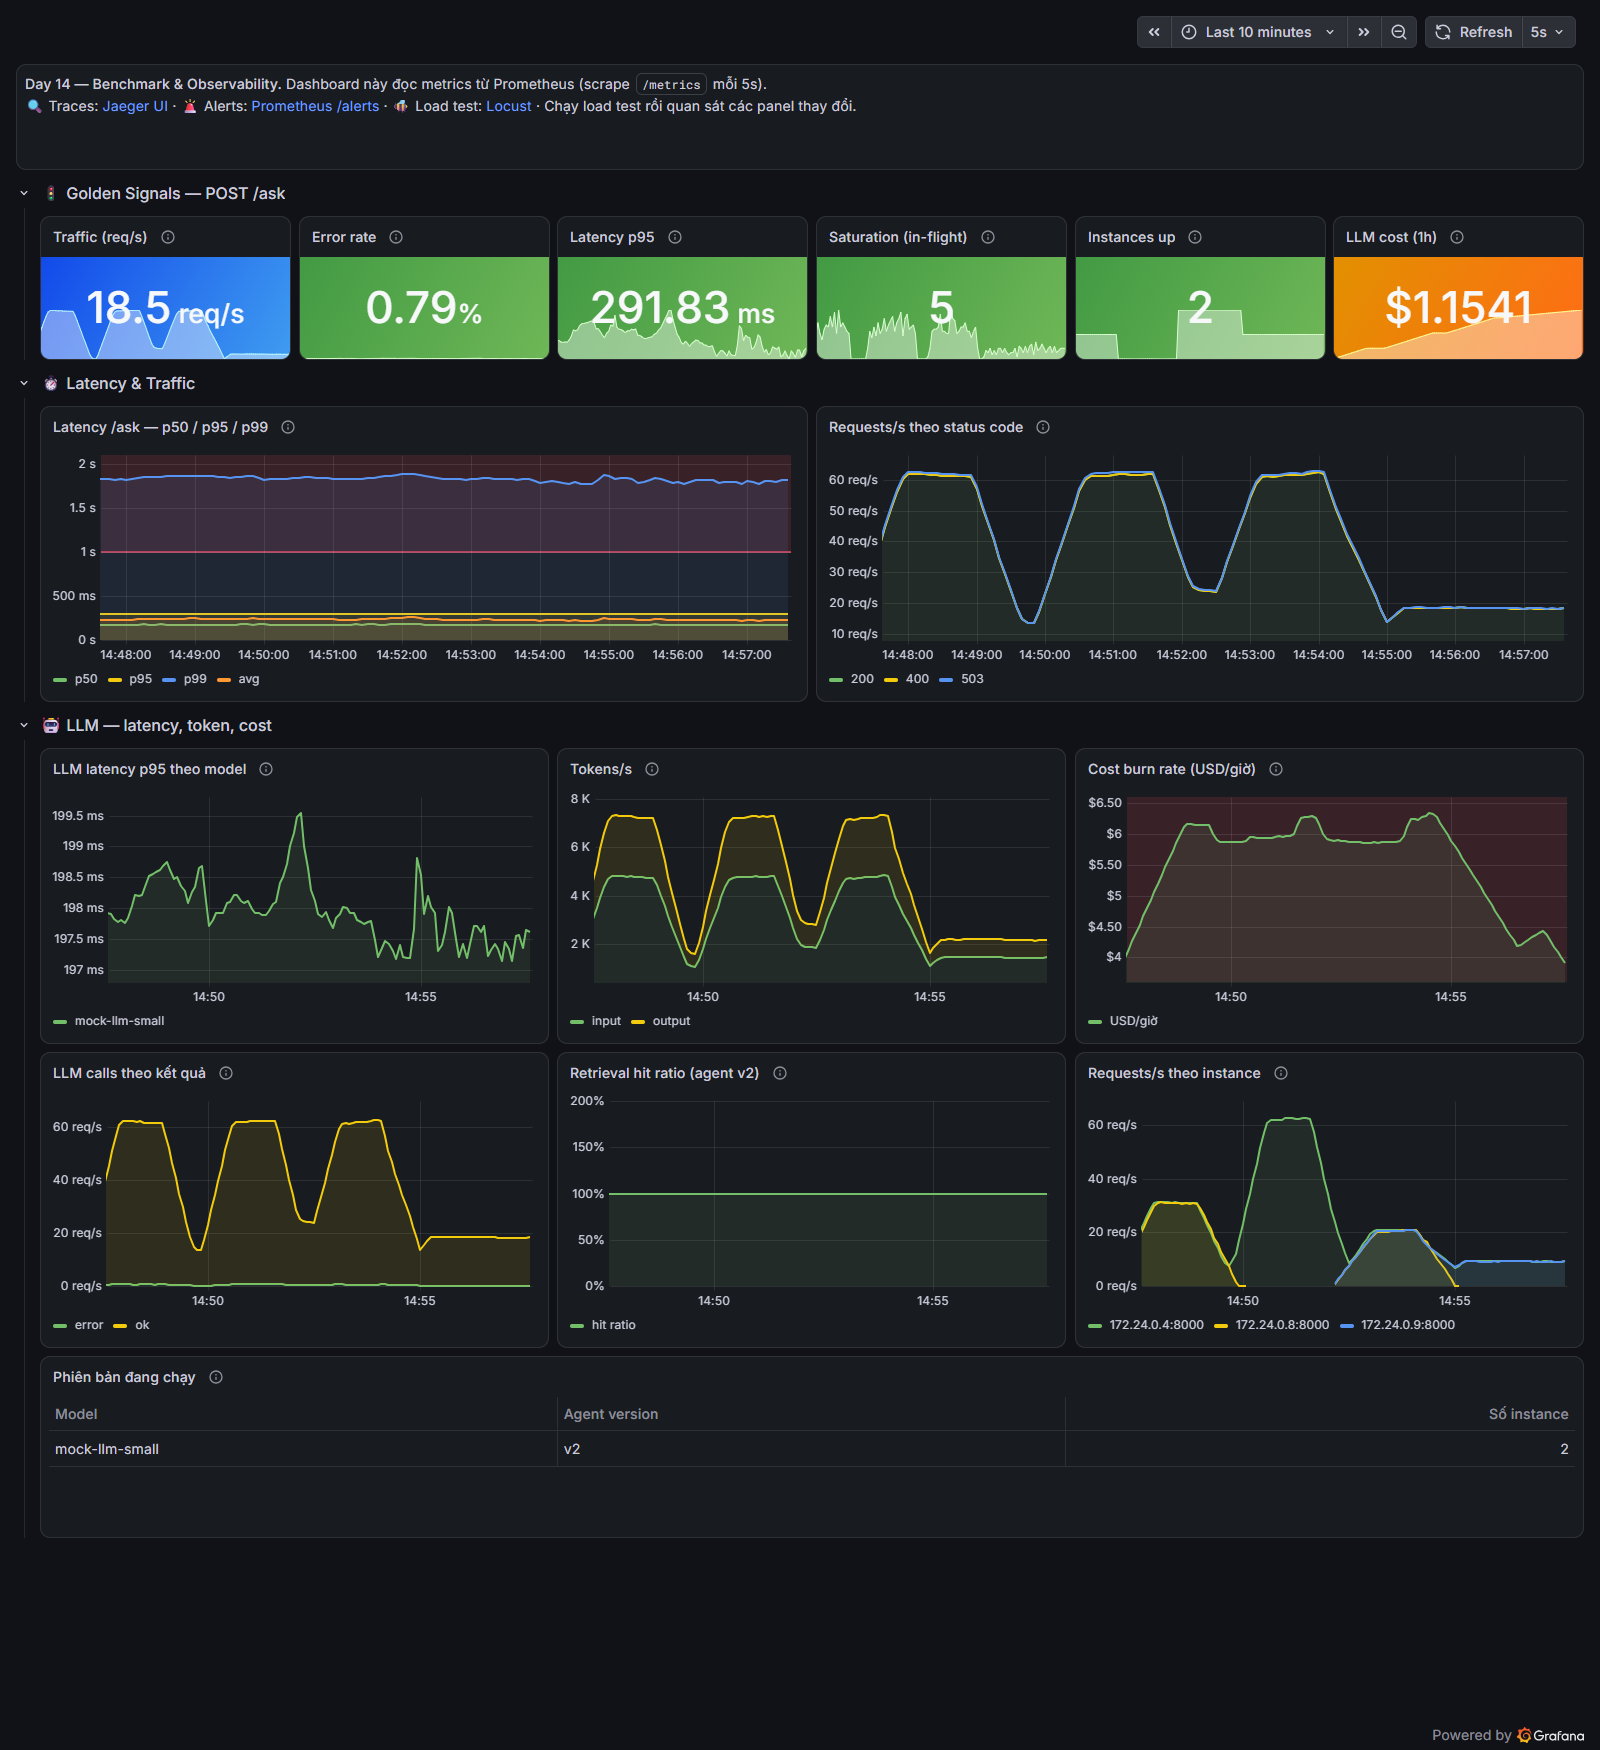 Last 10 minutes
Refresh
5s
Day 14 — Benchmark & Observability. Dashboard này đọc metrics từ Prometheus (scrape /metrics mỗi 5s).
Traces: Jaeger UI · Alerts: Prometheus /alerts · Load test: Locust · Chạy load test rồi quan sát các panel thay đổi.
Golden Signals — POST /ask
Traffic (req/s)
18.5 req/s
Error rate
0.79%
Latency p95
291.83 ms
Saturation (in-flight)
5
Instances up
2
LLM cost (1h)
$1.1541
Latency & Traffic
Latency /ask — p50 / p95 / p99
2 s
1.5 s
1 s
500 ms
0 s
14:48:00 14:49:00 14:50:00 14:51:00 14:52:00 14:53:00 14:54:00 14:55:00 14:56:00 14:57:00
p50 p95 p99 avg
Requests/s theo status code
60 req/s
50 req/s
40 req/s
30 req/s
20 req/s
10 req/s
14:48:00 14:49:00 14:50:00 14:51:00 14:52:00 14:53:00 14:54:00 14:55:00 14:56:00 14:57:00
200 400 503
LLM — latency, token, cost
LLM latency p95 theo model
199.5 ms
199 ms
198.5 ms
198 ms
197.5 ms
197 ms
14:50 14:55
mock-llm-small
Tokens/s
8 K
6 K
4 K
2 K
14:50 14:55
input output
Cost burn rate (USD/giờ)
$6.50
$6
$5.50
$5
$4.50
$4
14:50 14:55
USD/giờ
LLM calls theo kết quả
60 req/s
40 req/s
20 req/s
0 req/s
14:50 14:55
error ok
Retrieval hit ratio (agent v2)
200%
150%
100%
50%
0%
14:50 14:55
hit ratio
Requests/s theo instance
60 req/s
40 req/s
20 req/s
0 req/s
14:50 14:55
172.24.0.4:8000 172.24.0.8:8000 172.24.0.9:8000
Phiên bản đang chạy
Model Agent version Số instance
mock-llm-small v2 2
Powered by Grafana